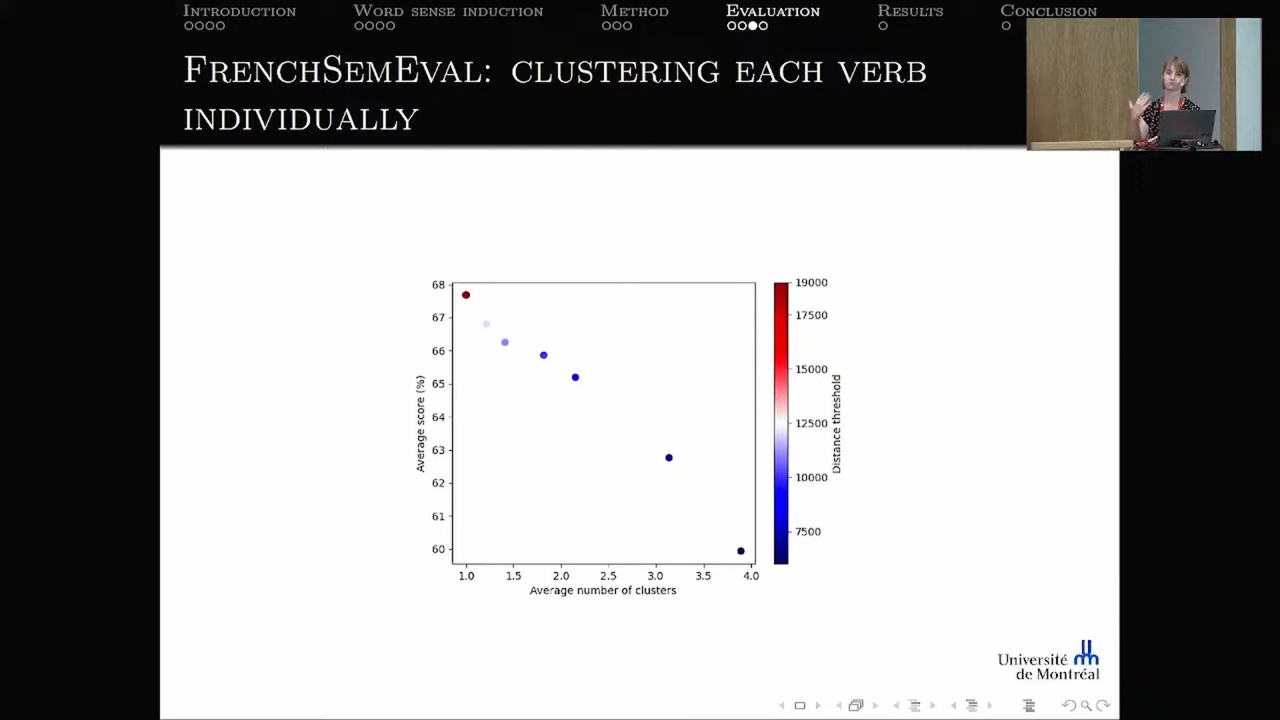 Introduction Word sense induction Method Evaluation Results Conclusion
FrenchSemEval: clustering each verb
individually
68
67
66
65
64
63
62
61
60
Average score (%)
1.0 1.5 2.0 2.5 3.0 3.5 4.0
Average number of clusters
19000
17500
15000
12500
10000
7500
Distance threshold
Université
de Montréal